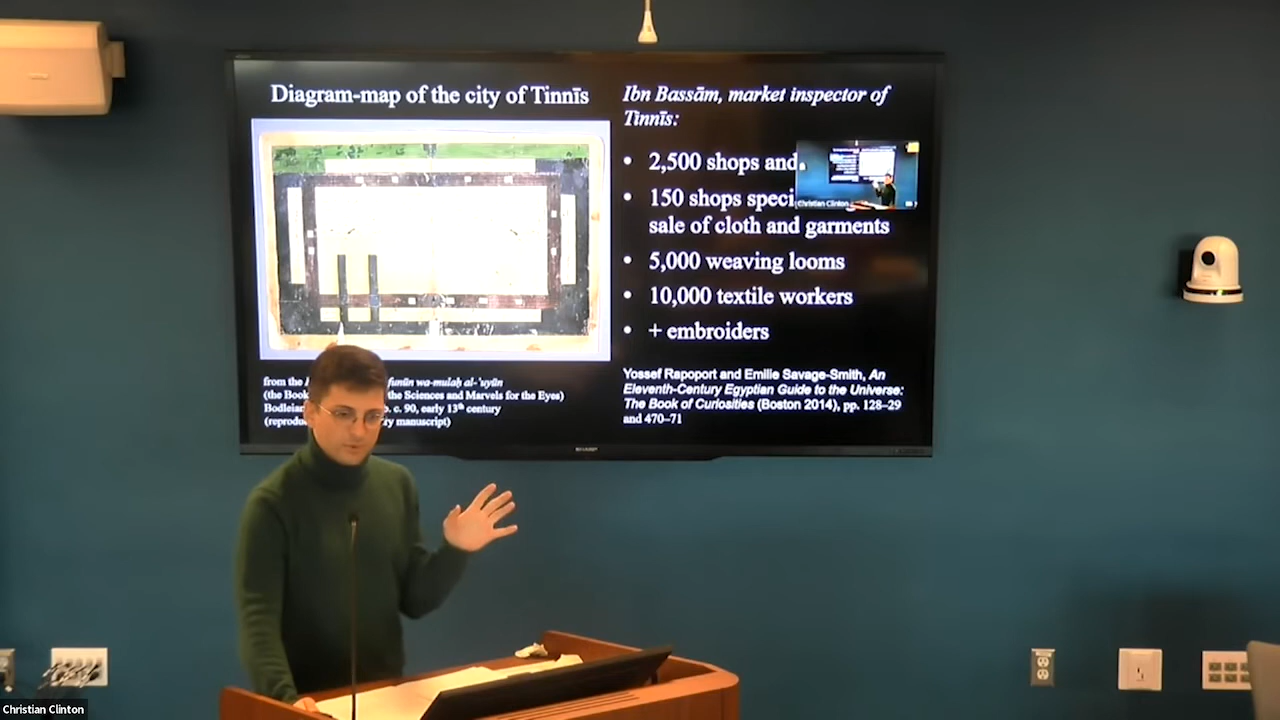 Diagram-map of the city of Tinnīs
from the
funūn wa-mulaḥ al-ʿuyūn
(the Book the Sciences and Marvels for the Eyes)
c. 90, early 13th century
manuscript)
Ibn Bassām, market inspector of
Tinnīs:
• 2,500 shops and
• 150 shops
sale of cloth and garments
• 5,000 weaving looms
• 10,000 textile workers
• + embroiders
Yossef Rapoport and Emilie Savage-Smith, An
Eleventh-Century Egyptian Guide to the Universe:
The Book of Curiosities (Boston 2014), pp. 128–29
and 470–71
Christian Clinton
SHARP
Christian Clinton